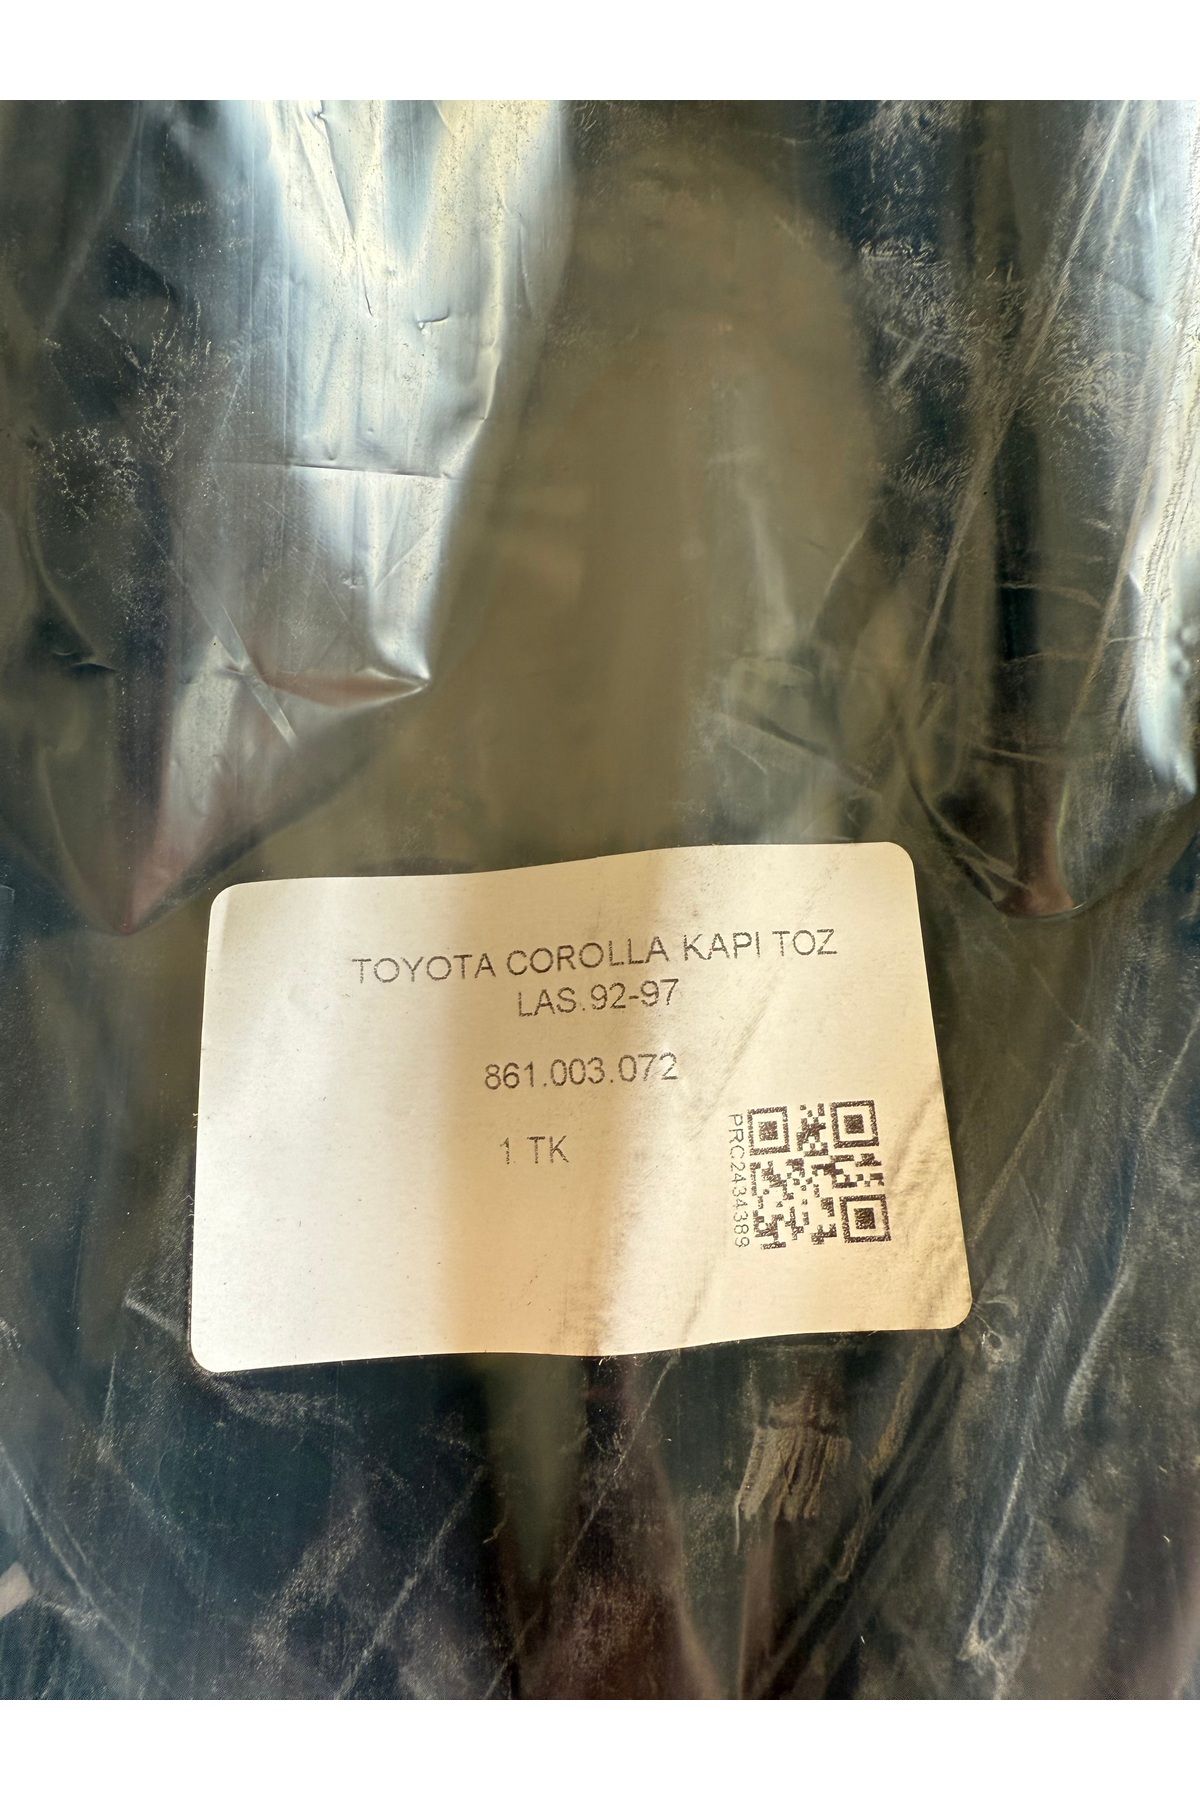 TOYOTA COROLLA KAPI TOZ
LAS.92-97
861.003.072
1 TK
PRC2434389